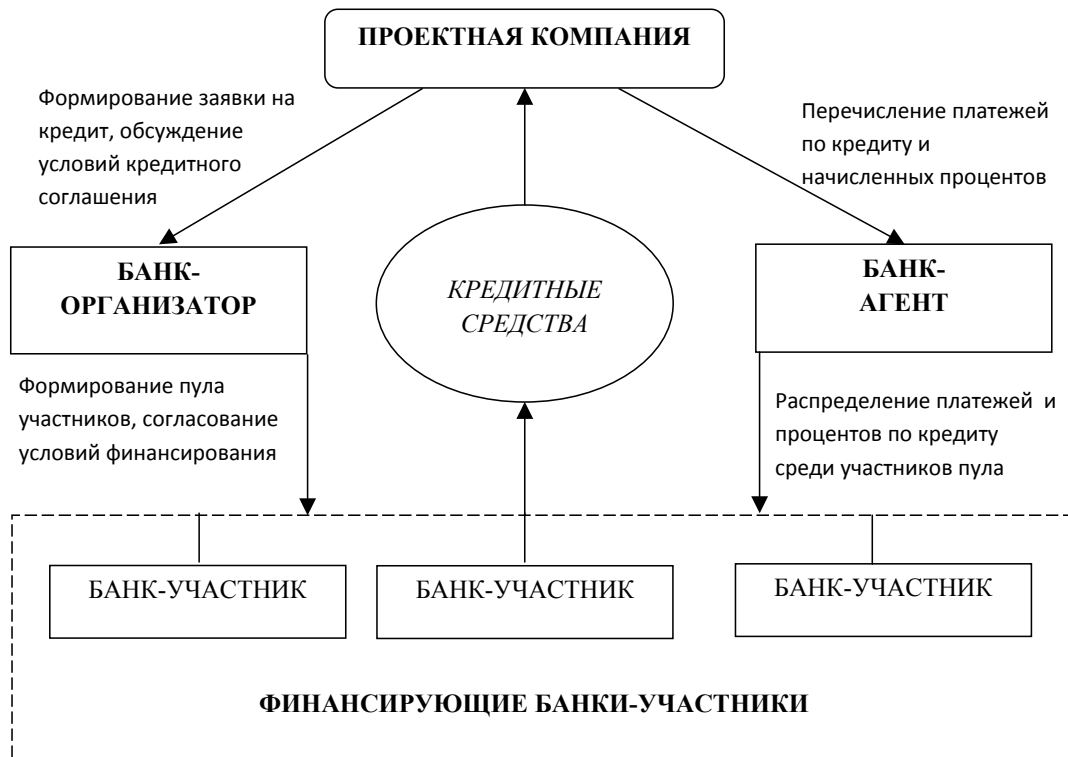 ПРОЕКТНАЯ КОМПАНИЯ
Формирование заявки на
кредит, обсуждение
условий кредитного
соглашения
Перечисление платежей
по кредиту и
начисленных процентов
БАНК-
ОРГАНИЗАТОР
КРЕДИТНЫЕ
СРЕДСТВА
БАНК-
АГЕНТ
Формирование пула
участников, согласование
условий финансирования
Распределение платежей и
процентов по кредиту
среди участников пула
БАНК-УЧАСТНИК
БАНК-УЧАСТНИК
БАНК-УЧАСТНИК
ФИНАНСИРУЮЩИЕ БАНКИ-УЧАСТНИКИ